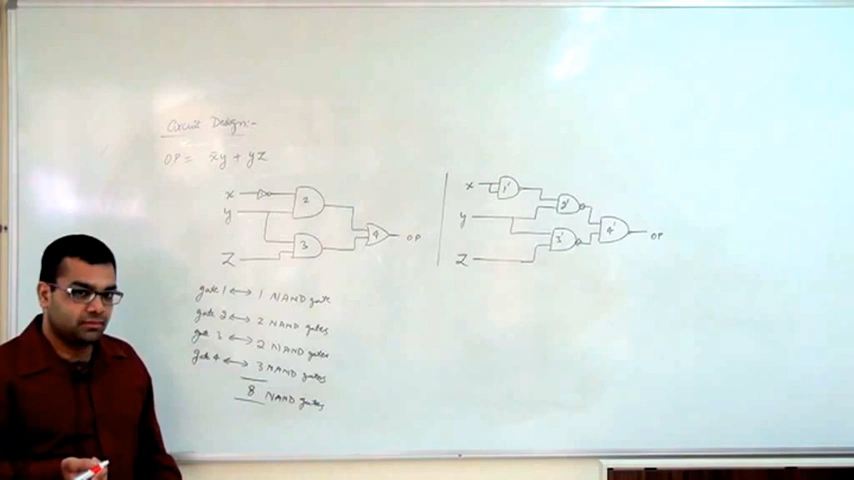 Circuit Design:-
OP = x̄y + yz
x
2
y
4
OP
3
Z
x
1'
2'
y
4'
OP
3'
Z
gate 1 ↔ 1 NAND gate
gate 2 ↔ 2 NAND gates
gate 3 ↔ 2 NAND gates
gate 4 ↔ 3 NAND gates
8 NAND gates